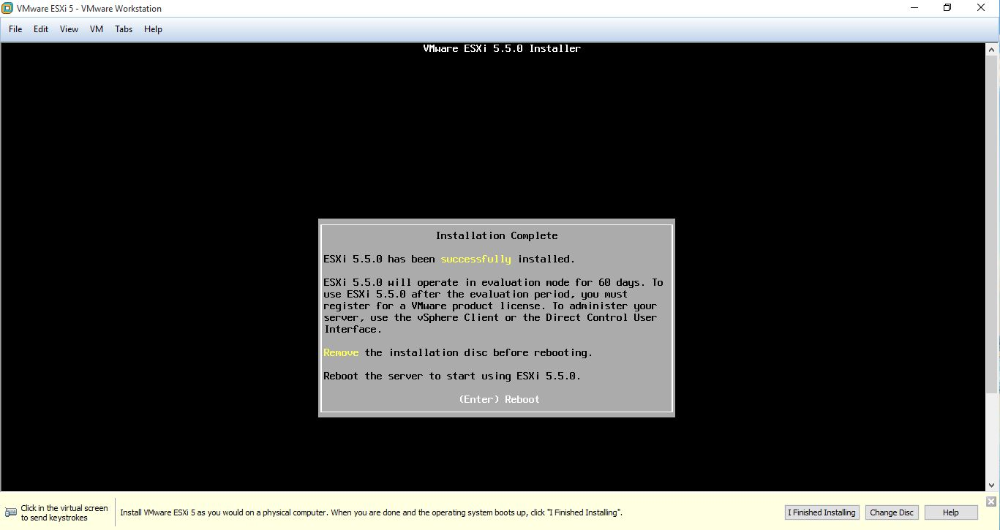 VMware ESXi 5 - VMware Workstation
File Edit View VM Tabs Help
VMware ESXi 5.5.0 Installer
Installation Complete
ESXi 5.5.0 has been successfully installed.
ESXi 5.5.0 will operate in evaluation mode for 60 days. To
use ESXi 5.5.0 after the evaluation period, you must
register for a VMware product license. To administer your
server, use the vSphere Client or the Direct Control User
Interface.
Remove the installation disc before rebooting.
Reboot the server to start using ESXi 5.5.0.
(Enter) Reboot
Click in the virtual screen
to send keystrokes
Install VMware ESXi 5 as you would on a physical computer. When you are done and the operating system boots up, click "I Finished Installing".
I Finished Installing Change Disc Help